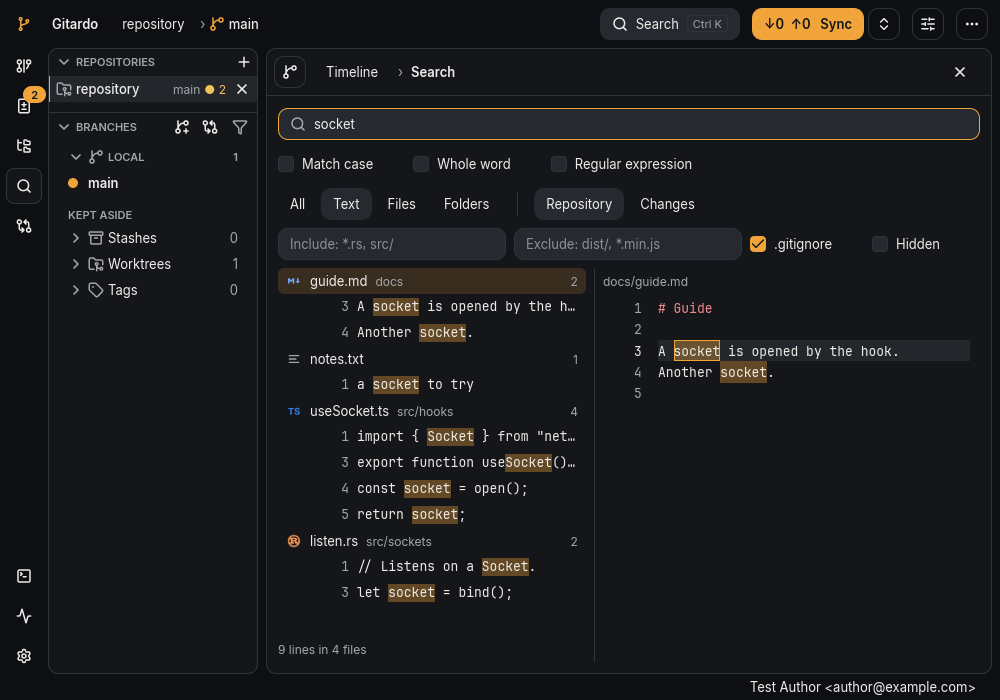 Gitardo repository › main Search Ctrl K ↓0 ↑0 Sync
REPOSITORIES
repository main 2
2
BRANCHES
LOCAL 1
main
KEPT ASIDE
Stashes 0
Worktrees 1
Tags 0
Timeline › Search
socket
Match case Whole word Regular expression
All Text Files Folders Repository Changes
Include: *.rs, src/ Exclude: dist/, *.min.js .gitignore Hidden
M↓ guide.md docs 2
3 A socket is opened by the h…
4 Another socket.
notes.txt 1
1 a socket to try
TS useSocket.ts src/hooks 4
1 import { Socket } from "net…
3 export function useSocket()…
4 const socket = open();
5 return socket;
listen.rs src/sockets 2
1 // Listens on a Socket.
3 let socket = bind();
9 lines in 4 files
docs/guide.md
1 # Guide
2
3 A socket is opened by the hook.
4 Another socket.
5
Test Author <author@example.com>